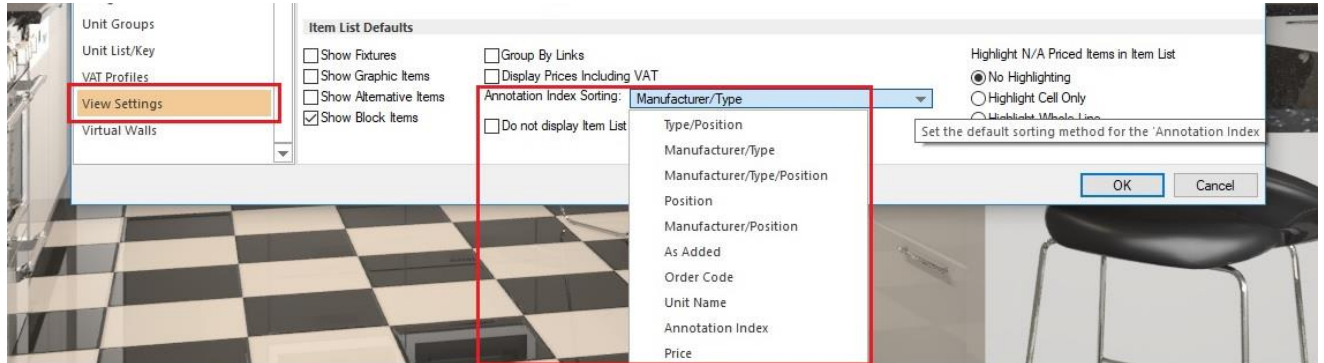 Unit Groups
Unit List/Key
VAT Profiles
View Settings
Virtual Walls
Item List Defaults
Show Fixtures
Show Graphic Items
Show Alternative Items
Show Block Items
Group By Links
Display Prices Including VAT
Annotation Index Sorting: Manufacturer/Type
Do not display Item List
Type/Position
Manufacturer/Type
Manufacturer/Type/Position
Position
Manufacturer/Position
As Added
Order Code
Unit Name
Annotation Index
Price
Highlight N/A Priced Items in Item List
No Highlighting
Highlight Cell Only
Highlight Whole Line
Set the default sorting method for the 'Annotation Index
OK Cancel